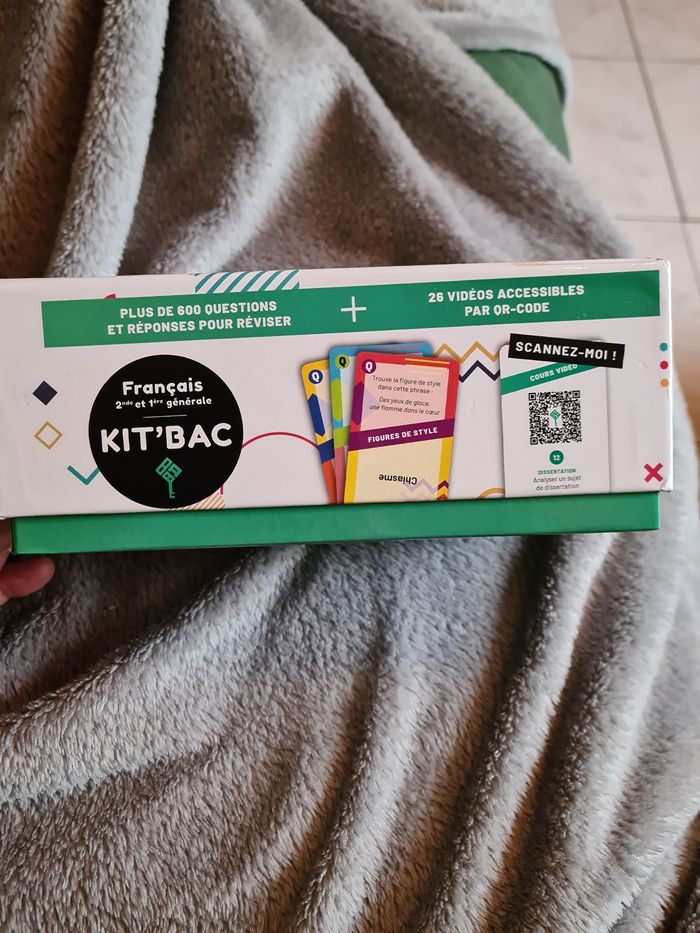 PLUS DE 600 QUESTIONS
ET RÉPONSES POUR RÉVISER
+
26 VIDÉOS ACCESSIBLES
PAR QR-CODE
Français
2nde et 1ère générale
KIT'BAC
Q
Q
Q
Trouve la figure de style
dans cette phrase :
Des yeux de glace,
une flamme dans le cœur
FIGURES DE STYLE
Chiasme
SCANNEZ-MOI !
COURS VIDÉO
12
DISSERTATION
Analyser un sujet
de dissertation